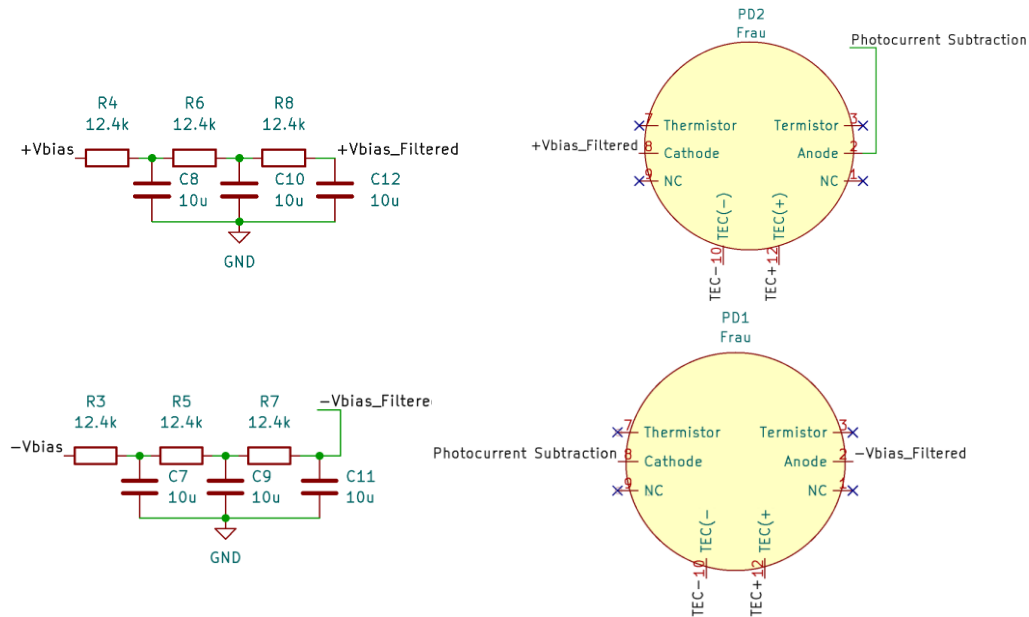 PD2
Frau
Photocurrent Subtraction
R4
12.4k
R6
12.4k
R8
12.4k
+Vbias
+Vbias_Filtered
C8
10u
C10
10u
C12
10u
GND
7
Thermistor
Termistor
3
+Vbias_Filtered
8
Cathode
Anode
2
9
NC
NC
1
TEC(-)
TEC(+)
10
12
TEC-
TEC+
PD1
Frau
R3
12.4k
R5
12.4k
R7
12.4k
-Vbias_Filtere
-Vbias
C7
10u
C9
10u
C11
10u
GND
7
Thermistor
Termistor
3
Photocurrent Subtraction
8
Cathode
Anode
2
-Vbias_Filtered
9
NC
NC
1
TEC(-
TEC(+
10
12
TEC-
TEC+